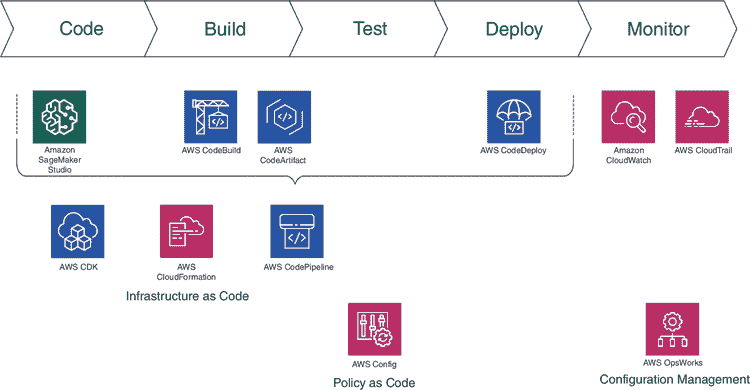 Code Build Test Deploy Monitor
Amazon
SageMaker
Studio
AWS CodeBuild
AWS
CodeArtifact
AWS CodeDeploy
Amazon
CloudWatch
AWS CloudTrail
AWS CDK
AWS
CloudFormation
AWS CodePipeline
Infrastructure as Code
AWS Config
Policy as Code
AWS OpsWorks
Configuration Management